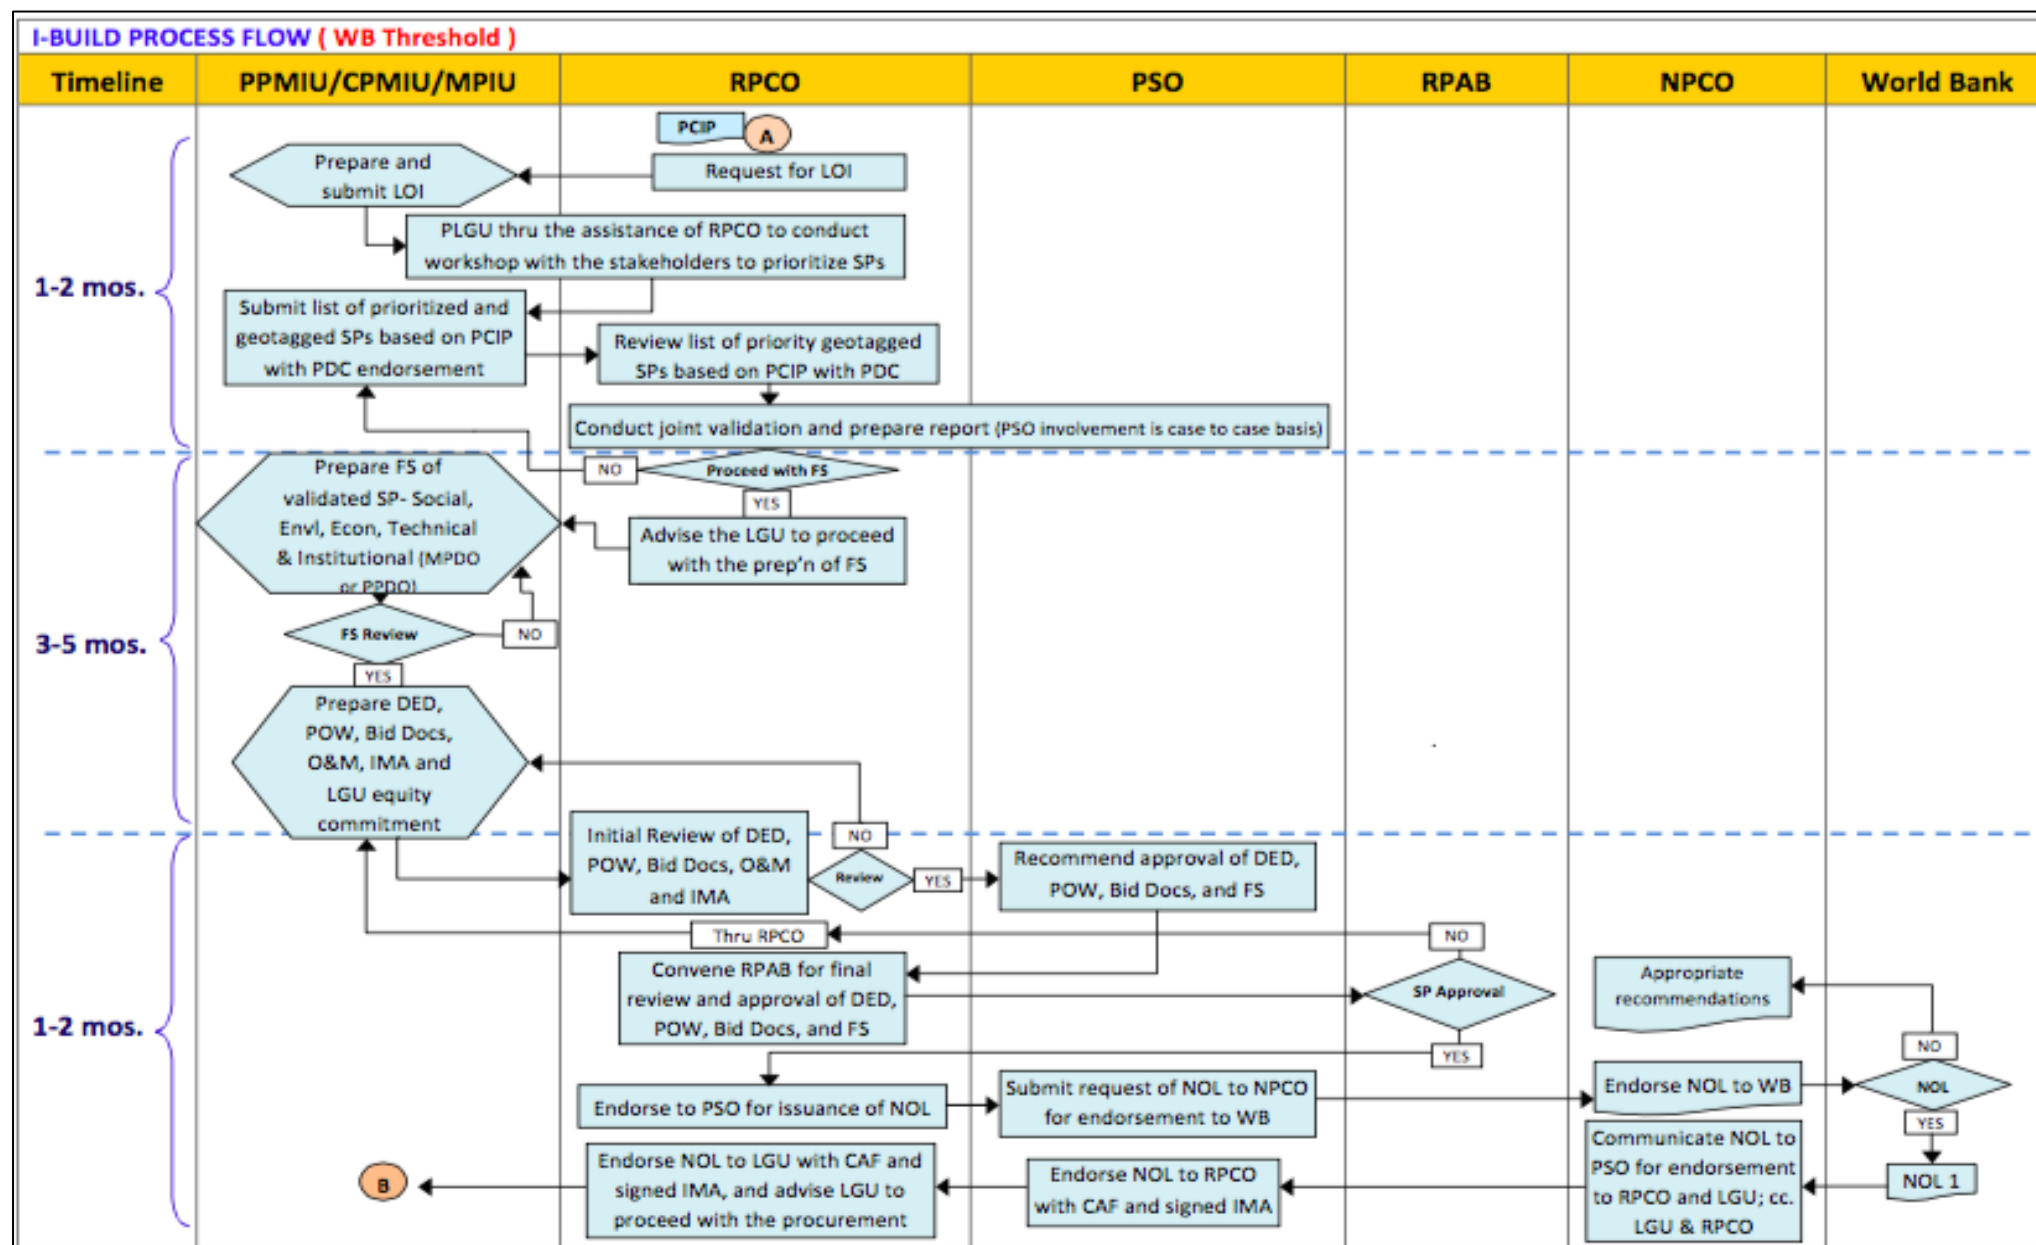 I-BUILD PROCESS FLOW ( WB Threshold )
Timeline
PPMIU/CPMIU/MPIU
RPCO
PSO
RPAB
NPCO
World Bank
PCIP
A
Request for LOI
Prepare and
submit LOI
PLGU thru the assistance of RPCO to conduct
workshop with the stakeholders to prioritize SPs
1-2 mos.
Submit list of prioritized and
geotagged SPs based on PCIP
with PDC endorsement
Review list of priority geotagged
SPs based on PCIP with PDC
Conduct joint validation and prepare report (PSO involvement is case to case basis)
NO
Proceed with FS
YES
Advise the LGU to proceed
with the prep'n of FS
Prepare FS of
validated SP- Social,
Envl, Econ, Technical
& Institutional (MPDO
or PPDO)
3-5 mos.
FS Review
NO
YES
Prepare DED,
POW, Bid Docs,
O&M, IMA and
LGU equity
commitment
Initial Review of DED,
POW, Bid Docs, O&M
and IMA
NO
Review
YES
Recommend approval of DED,
POW, Bid Docs, and FS
Thru RPCO
NO
Convene RPAB for final
review and approval of DED,
POW, Bid Docs, and FS
SP Approval
YES
Appropriate
recommendations
1-2 mos.
NO
Endorse to PSO for issuance of NOL
Submit request of NOL to NPCO
for endorsement to WB
Endorse NOL to WB
NOL
YES
NOL 1
Communicate NOL to
PSO for endorsement
to RPCO and LGU; cc.
LGU & RPCO
Endorse NOL to RPCO
with CAF and signed IMA
Endorse NOL to LGU with CAF and
signed IMA, and advise LGU to
proceed with the procurement
B